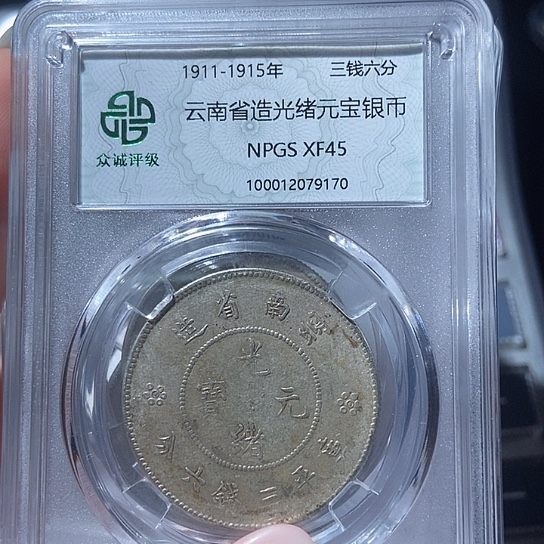 1911-1915年 三钱六分
云南省造光绪元宝银币
NPGS XF45
100012079170
众诚评级
雲南省造
光緒元寶
庫平三錢六分